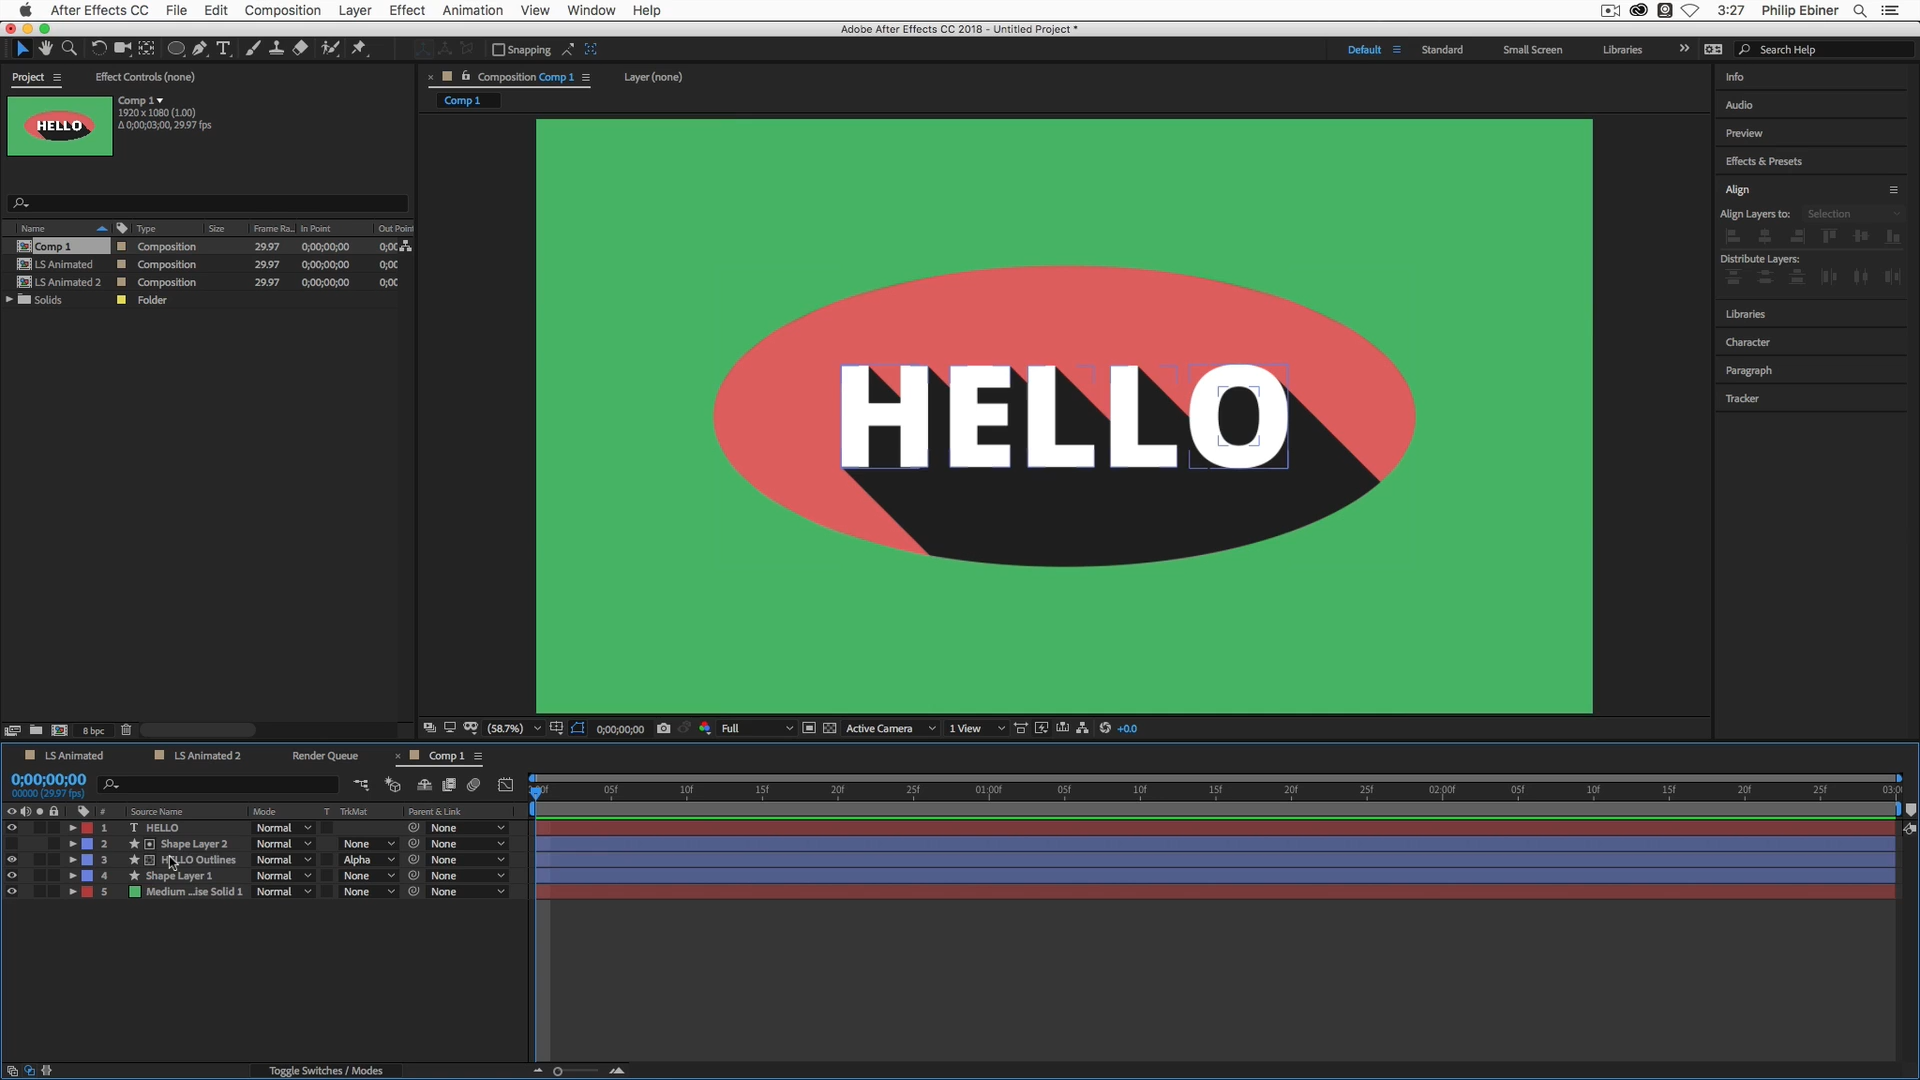 After Effects CC File Edit Composition Layer Effect Animation View Window Help 3:27 Philip Ebiner
Adobe After Effects CC 2018 - Untitled Project *
Snapping Default Standard Small Screen Libraries Search Help
Project Effect Controls (none)
Composition Comp 1 Layer (none)
Comp 1
Comp 1
1920 x 1080 (1.00)
Δ 0;00;03;00, 29.97 fps
HELLO
Name Type Size Frame Ra... In Point Out Point
Comp 1 Composition 29.97 0;00;00;00 0;00
LS Animated Composition 29.97 0;00;00;00 0;00
LS Animated 2 Composition 29.97 0;00;00;00 0;00
Solids Folder
HELLO
Info
Audio
Preview
Effects & Presets
Align
Align Layers to: Selection
Distribute Layers:
Libraries
Character
Paragraph
Tracker
8 bpc
(58.7%) 0;00;00;00 Full Active Camera 1 View +0.0
LS Animated LS Animated 2 Render Queue Comp 1
0;00;00;00
00000 (29.97 fps)
:00f 05f 10f 15f 20f 25f 01:00f 05f 10f 15f 20f 25f 02:00f 05f 10f 15f 20f 25f 03:00
# Source Name Mode T TrkMat Parent & Link
1 T HELLO Normal None
2 Shape Layer 2 Normal None None
3 HELLO Outlines Normal Alpha None
4 Shape Layer 1 Normal None None
5 Medium ...ise Solid 1 Normal None None
Toggle Switches / Modes